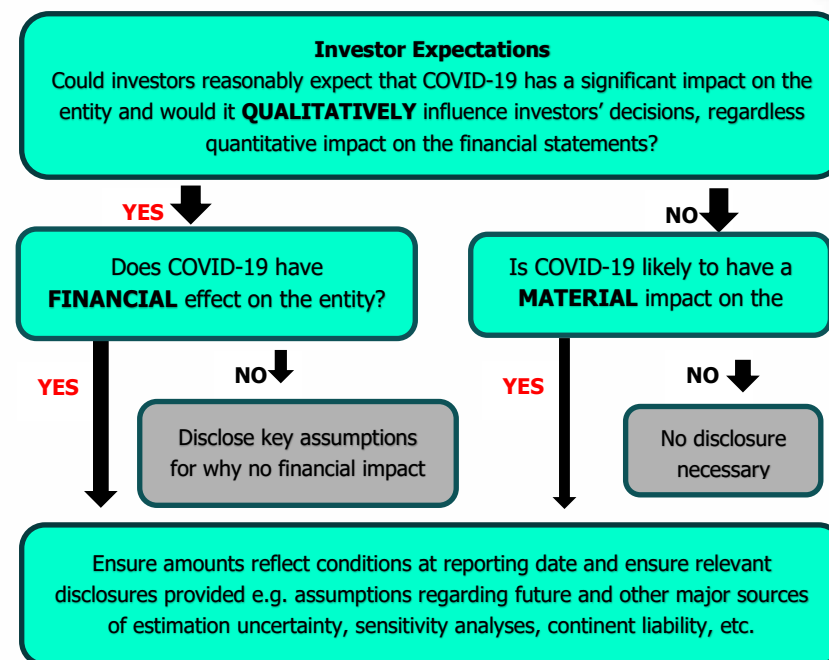 Investor Expectations
Could investors reasonably expect that COVID-19 has a significant impact on the
entity and would it QUALITATIVELY influence investors’ decisions, regardless
quantitative impact on the financial statements?
YES
NO
Does COVID-19 have
FINANCIAL effect on the entity?
Is COVID-19 likely to have a
MATERIAL impact on the
YES
NO
YES
NO
Disclose key assumptions
for why no financial impact
No disclosure
necessary
Ensure amounts reflect conditions at reporting date and ensure relevant
disclosures provided e.g. assumptions regarding future and other major sources
of estimation uncertainty, sensitivity analyses, continent liability, etc.